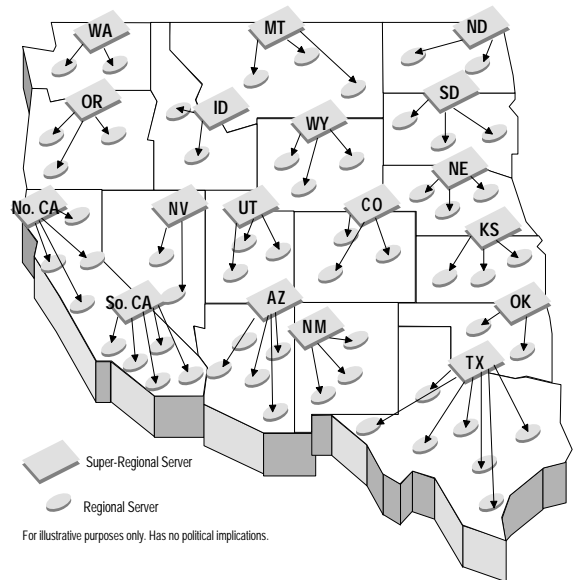 WA
MT
ND
OR
ID
SD
WY
NE
No. CA
NV
UT
CO
KS
So. CA
AZ
NM
OK
TX
Super-Regional Server
Regional Server
For illustrative purposes only. Has no political implications.